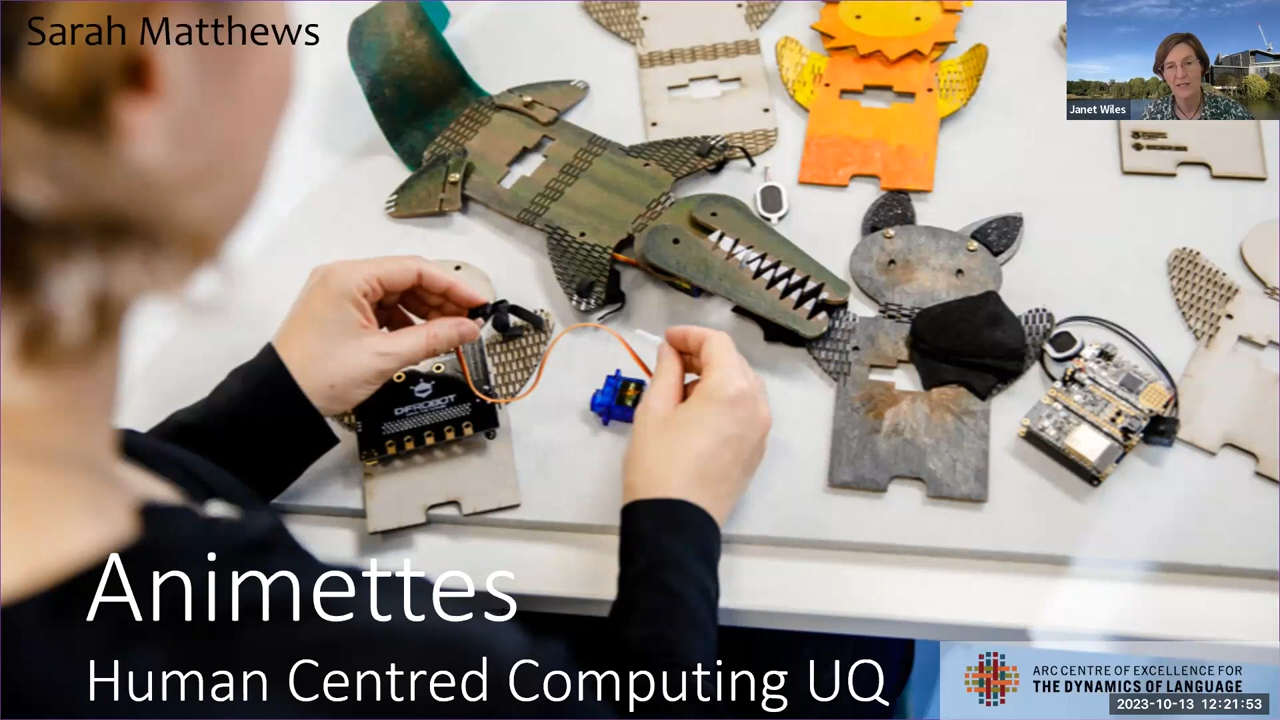 Sarah Matthews
Janet Wiles
DFROBOT
Animettes
Human Centred Computing UQ
ARC CENTRE OF EXCELLENCE FOR
THE DYNAMICS OF LANGUAGE
2023-10-13 12:21:53